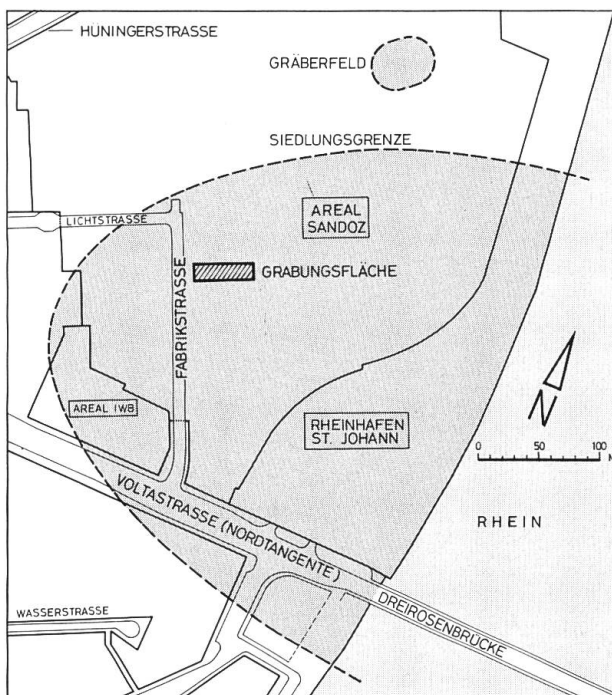 HÜNINGERSTRASSE
GRÄBERFELD
SIEDLUNGSGRENZE
AREAL
SANDOZ
LICHTSTRASSE
GRABUNGSFLÄCHE
FABRIKSTRASSE
AREAL IWB
RHEINHAFEN
ST. JOHANN
N
0 50 100 M
VOLTASTRASSE (NORDTANGENTE)
RHEIN
DREIROSENBRÜCKE
WASSERSTRASSE